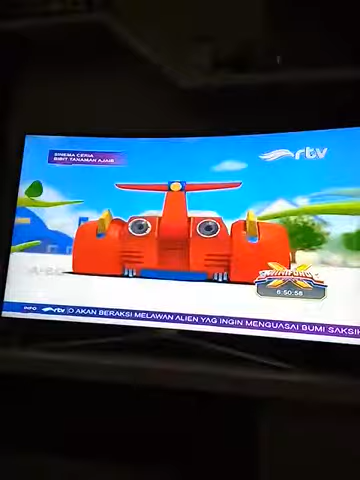 SINEMA CERIA
BIBIT TANAMAN AJAIB
rtv
MINIFORCE
X
6:50:58
INFO rtv O AKAN BERAKSI MELAWAN ALIEN YAG INGIN MENGUASAI BUMI SAKSIK